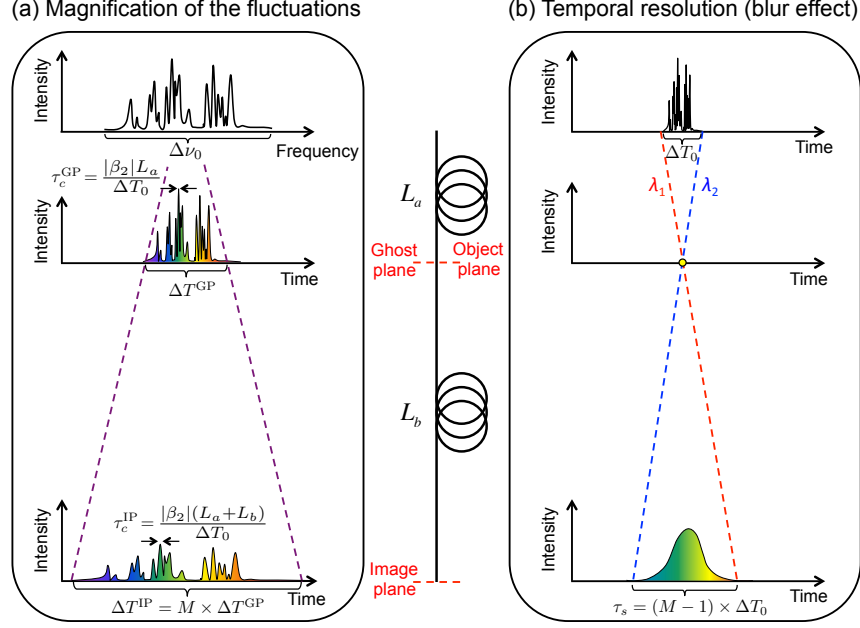 (a) Magnification of the fluctuations
Intensity
Δν₀
Frequency
τ_c^GP = |β₂|L_a / ΔT₀
Intensity
ΔT^GP
Time
τ_c^IP = |β₂|(L_a+L_b) / ΔT₀
Intensity
ΔT^IP = M × ΔT^GP
Time
L_a
Ghost plane
Object plane
L_b
Image plane
(b) Temporal resolution (blur effect)
Intensity
ΔT₀
Time
λ₁
λ₂
Intensity
Time
Intensity
τ_s = (M − 1) × ΔT₀
Time